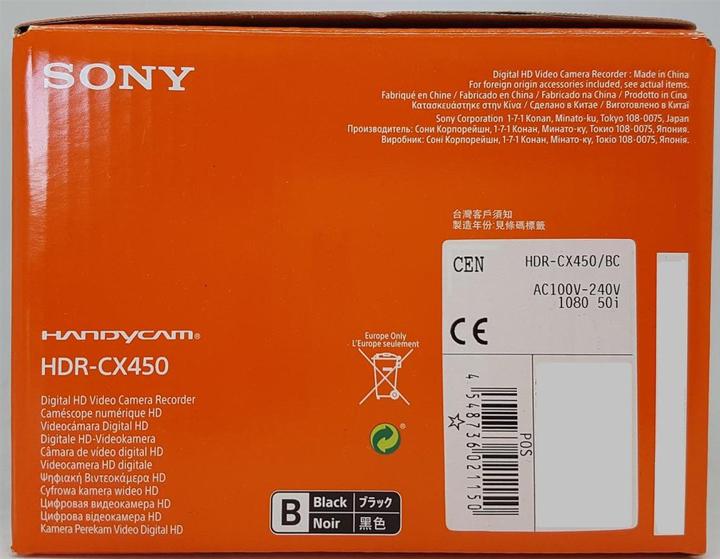 SONY
Digital HD Video Camera Recorder : Made in China
For foreign origin accessories included, see actual items.
Fabriqué en Chine / Fabricado en China / Fabricado na China / Prodotto in Cina
Κατασκευάστηκε στην Κίνα / Сделано в Китае / Виготовлено в Китаї
Sony Corporation 1-7-1 Konan, Minato-ku, Tokyo 108-0075, Japan
Производитель: Сони Корпорейшн, 1-7-1 Конан, Минато-ку, Токио 108-0075, Япония.
Виробник: Соні Корпорейшн, 1-7-1 Конан, Мінато-ку, Токіо 108-0075, Японія.
台灣客戶須知
製造年份:見條碼標籤
CEN HDR-CX450/BC
AC100V-240V
1080 50i
CE
4 548736 021150
POS
HANDYCAM®
HDR-CX450
Digital HD Video Camera Recorder
Caméscope numérique HD
Videocámara Digital HD
Digitale HD-Videokamera
Câmara de vídeo digital HD
Videocamera HD digitale
Ψηφιακή Βιντεοκάμερα HD
Cyfrowa kamera wideo HD
Цифровая видеокамера HD
Цифрова відеокамера HD
Kamera Perekam Video Digital HD
Europe Only
L'Europe seulement
B Black ブラック
Noir 黒色